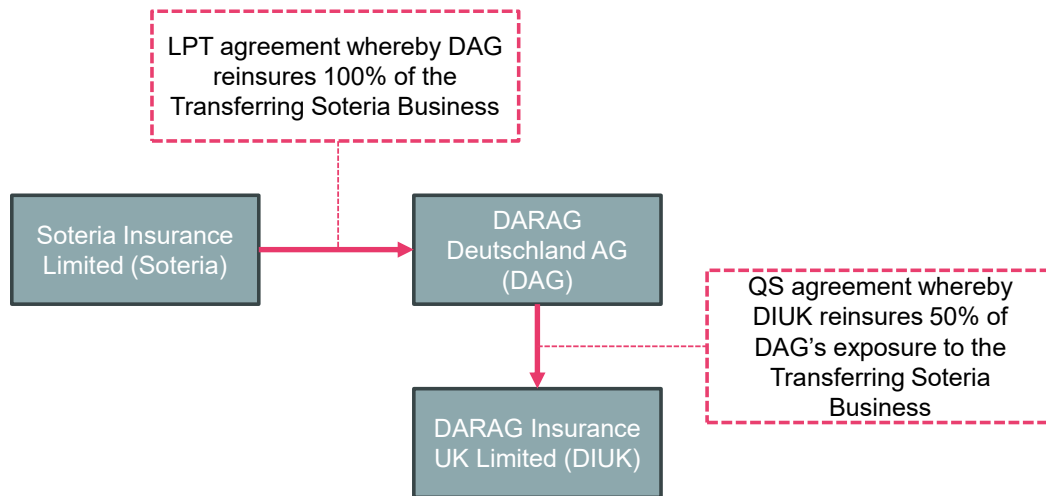 LPT agreement whereby DAG
reinsures 100% of the
Transferring Soteria Business
Soteria Insurance
Limited (Soteria)
DARAG
Deutschland AG
(DAG)
QS agreement whereby
DIUK reinsures 50% of
DAG's exposure to the
Transferring Soteria
Business
DARAG Insurance
UK Limited (DIUK)